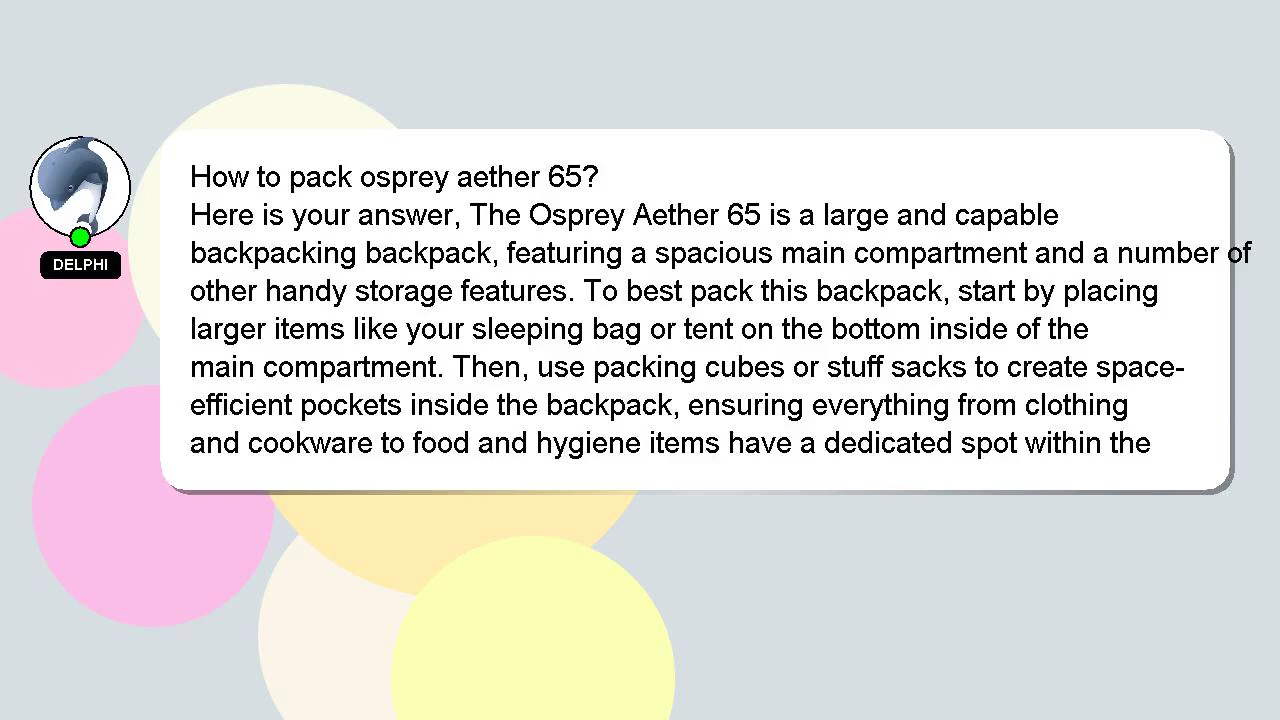 How to pack osprey aether 65?
Here is your answer, The Osprey Aether 65 is a large and capable
backpacking backpack, featuring a spacious main compartment and a number of
other handy storage features. To best pack this backpack, start by placing
larger items like your sleeping bag or tent on the bottom inside of the
main compartment. Then, use packing cubes or stuff sacks to create space-
efficient pockets inside the backpack, ensuring everything from clothing
and cookware to food and hygiene items have a dedicated spot within the
DELPHI